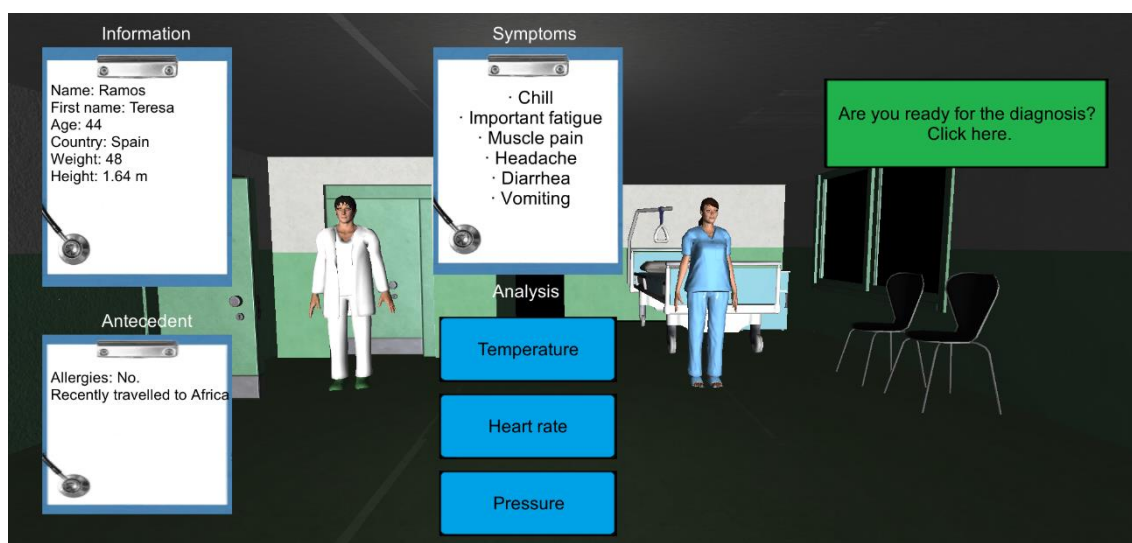 Information
Name: Ramos
First name: Teresa
Age: 44
Country: Spain
Weight: 48
Height: 1.64 m
Antecedent
Allergies: No.
Recently travelled to Africa
Symptoms
· Chill
· Important fatigue
· Muscle pain
· Headache
· Diarrhea
· Vomiting
Analysis
Temperature
Heart rate
Pressure
Are you ready for the diagnosis?
Click here.